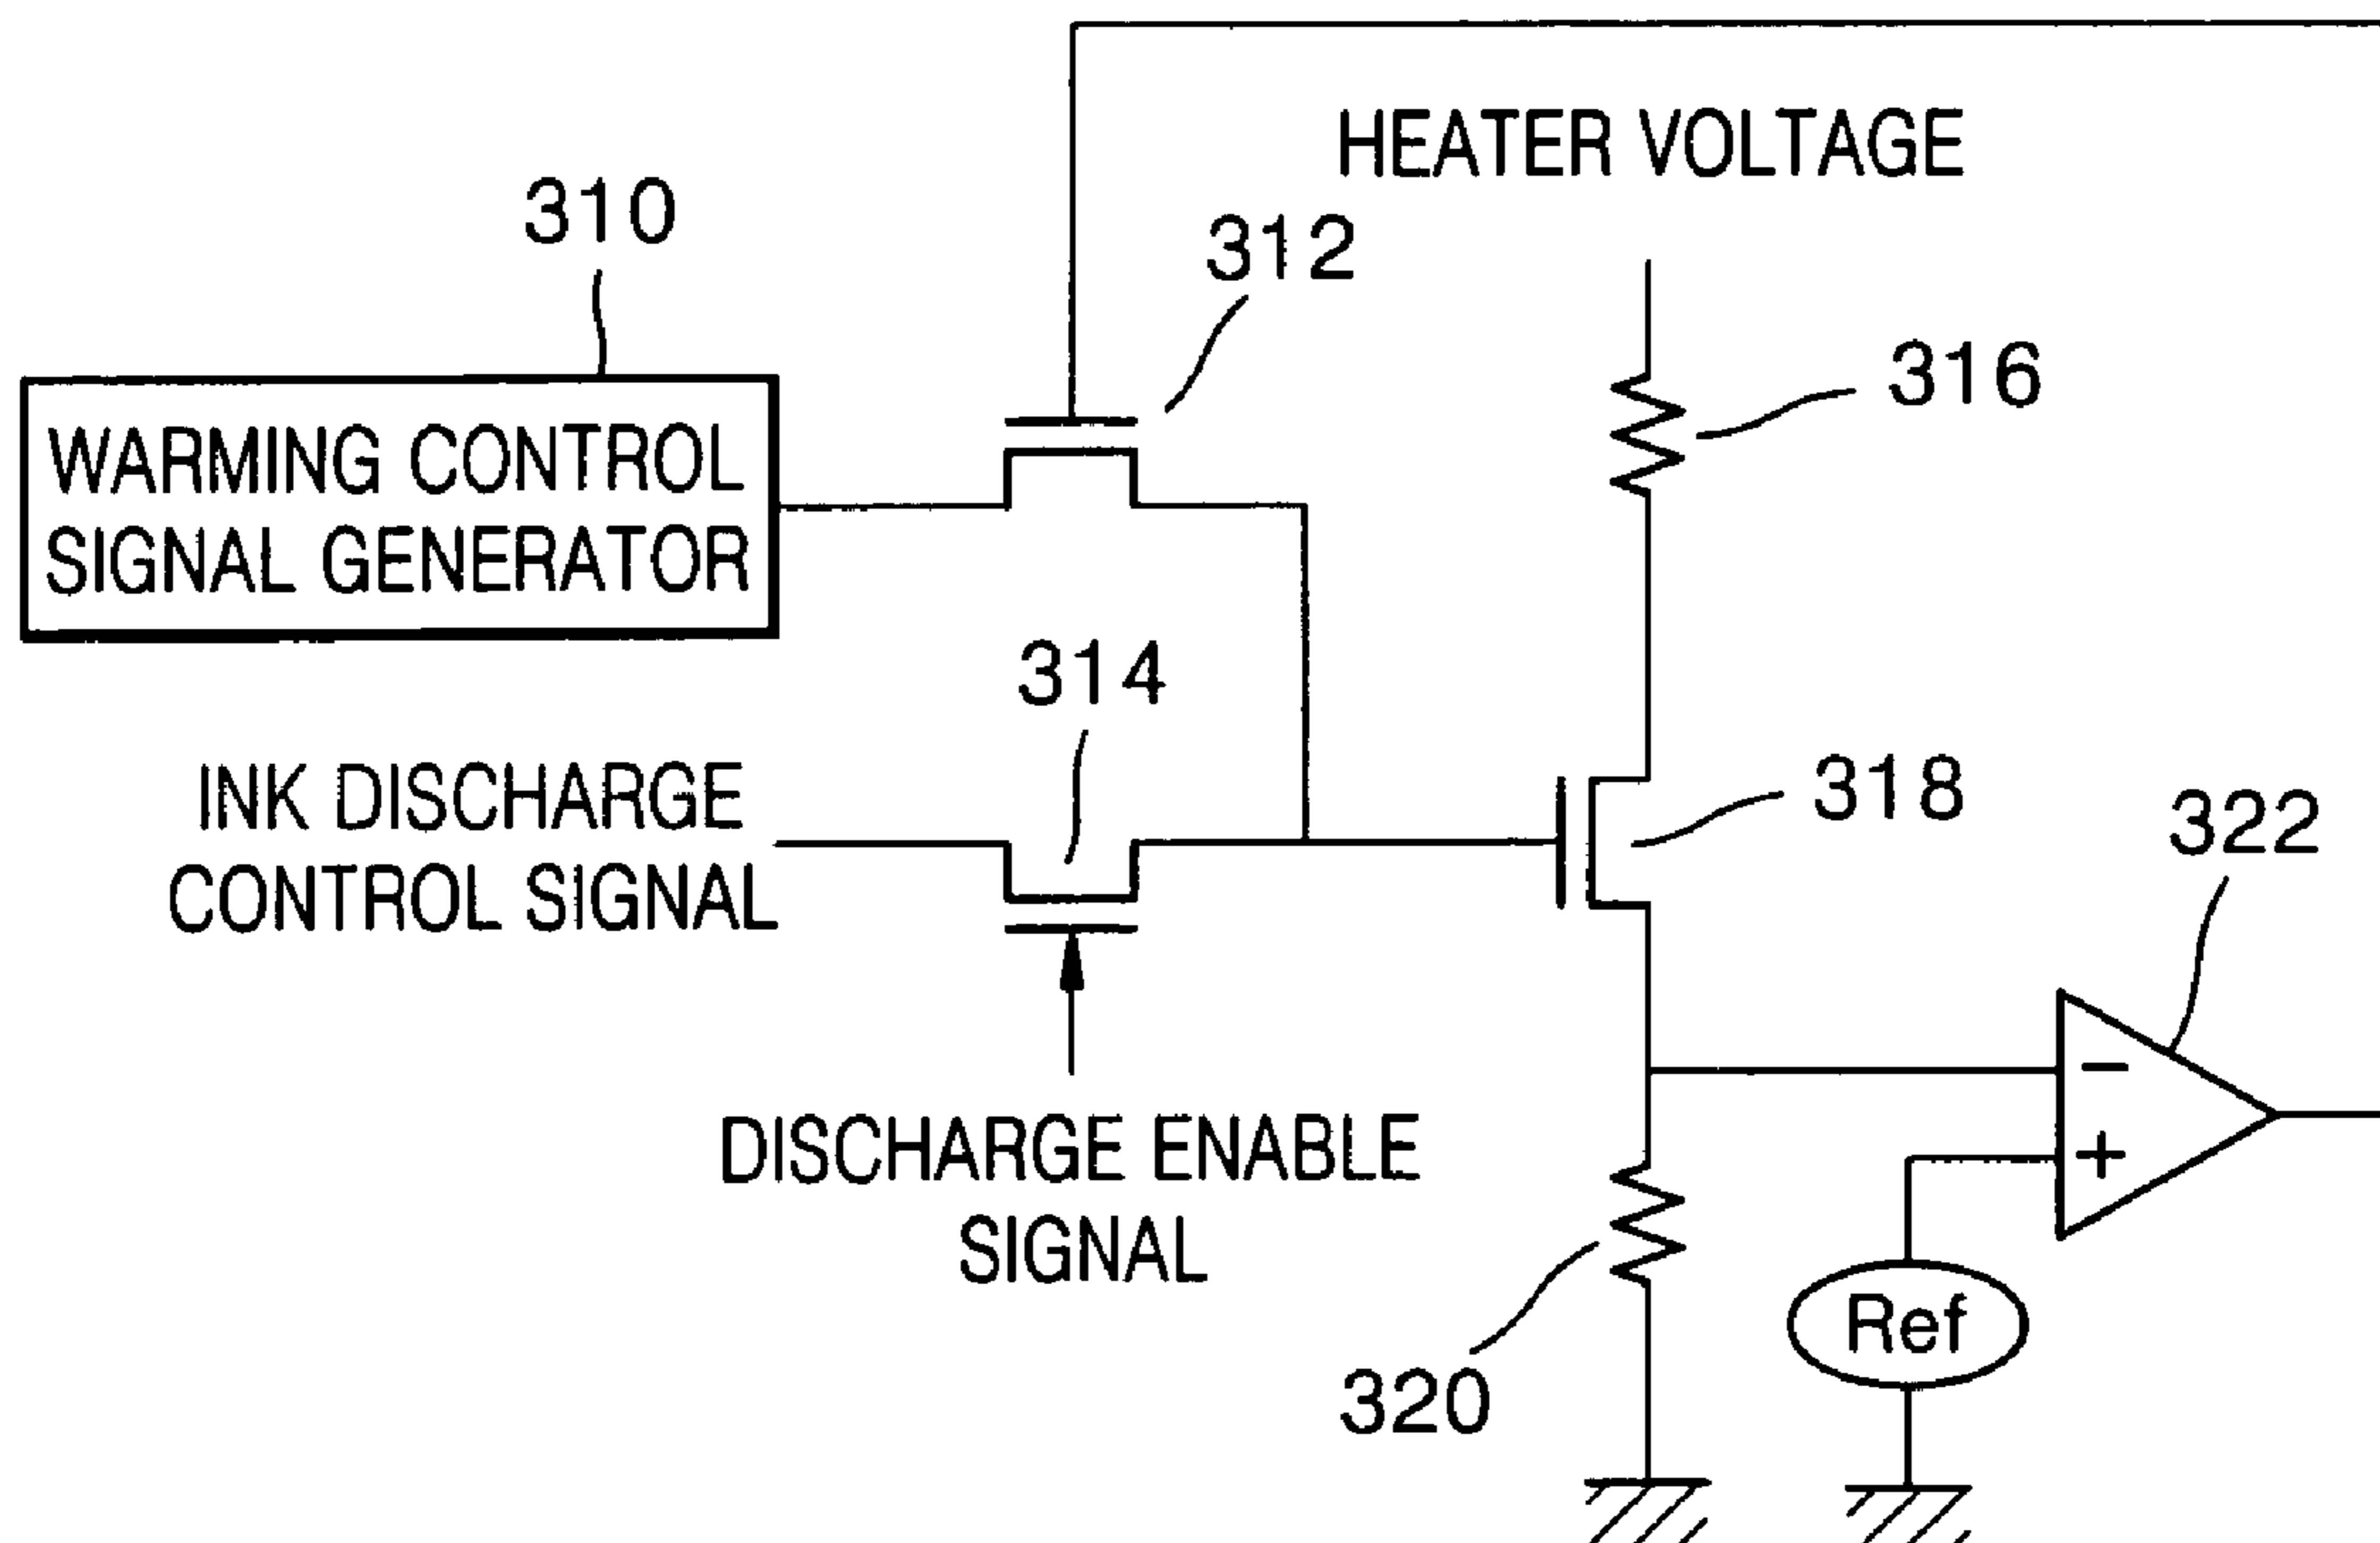 HEATER VOLTAGE
310
312
316
WARMING CONTROL
SIGNAL GENERATOR
314
INK DISCHARGE
CONTROL SIGNAL
318
322
−
+
DISCHARGE ENABLE
SIGNAL
Ref
320